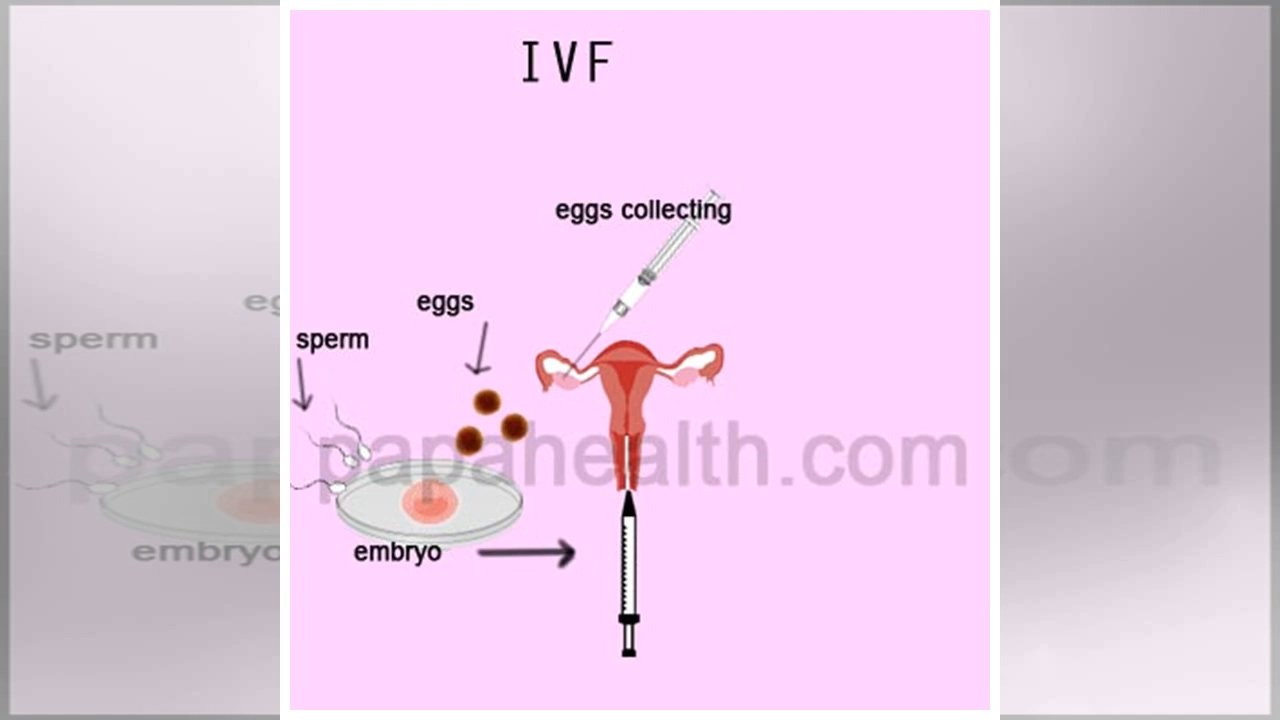 IVF
eggs collecting
eggs
sperm
papahealth.com
embryo